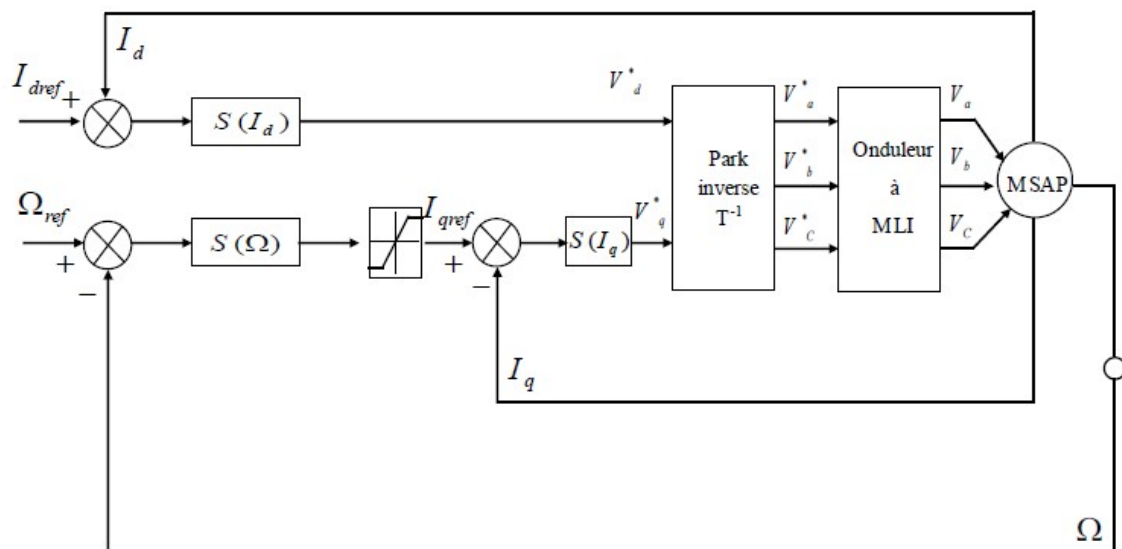 I_d
I_dref +
S(I_d)
V*_d
Park
inverse
T⁻¹
V*_a
V*_b
V*_C
Onduleur
à
MLI
V_a
V_b
V_C
MSAP
Ω_ref
+
−
S(Ω)
I_qref
+
−
S(I_q)
V*_q
I_q
Ω